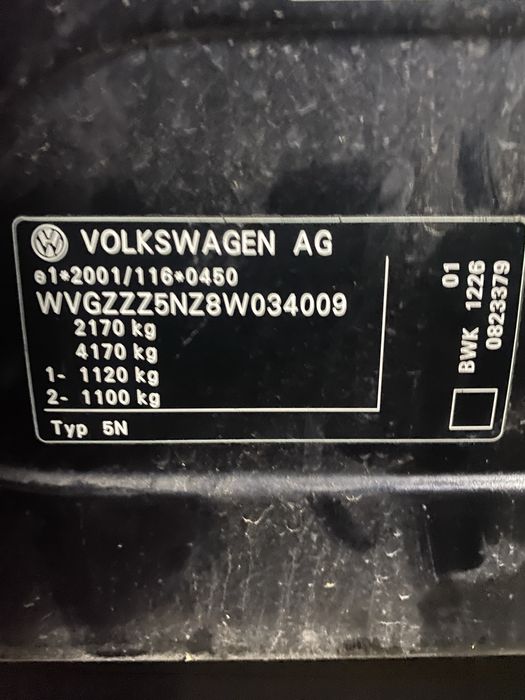 VOLKSWAGEN AG
e1*2001/116*0450
WVGZZZ5NZ8W034009
2170 kg
4170 kg
1- 1120 kg
2- 1100 kg
Typ 5N
01
BWK 1226
0823379